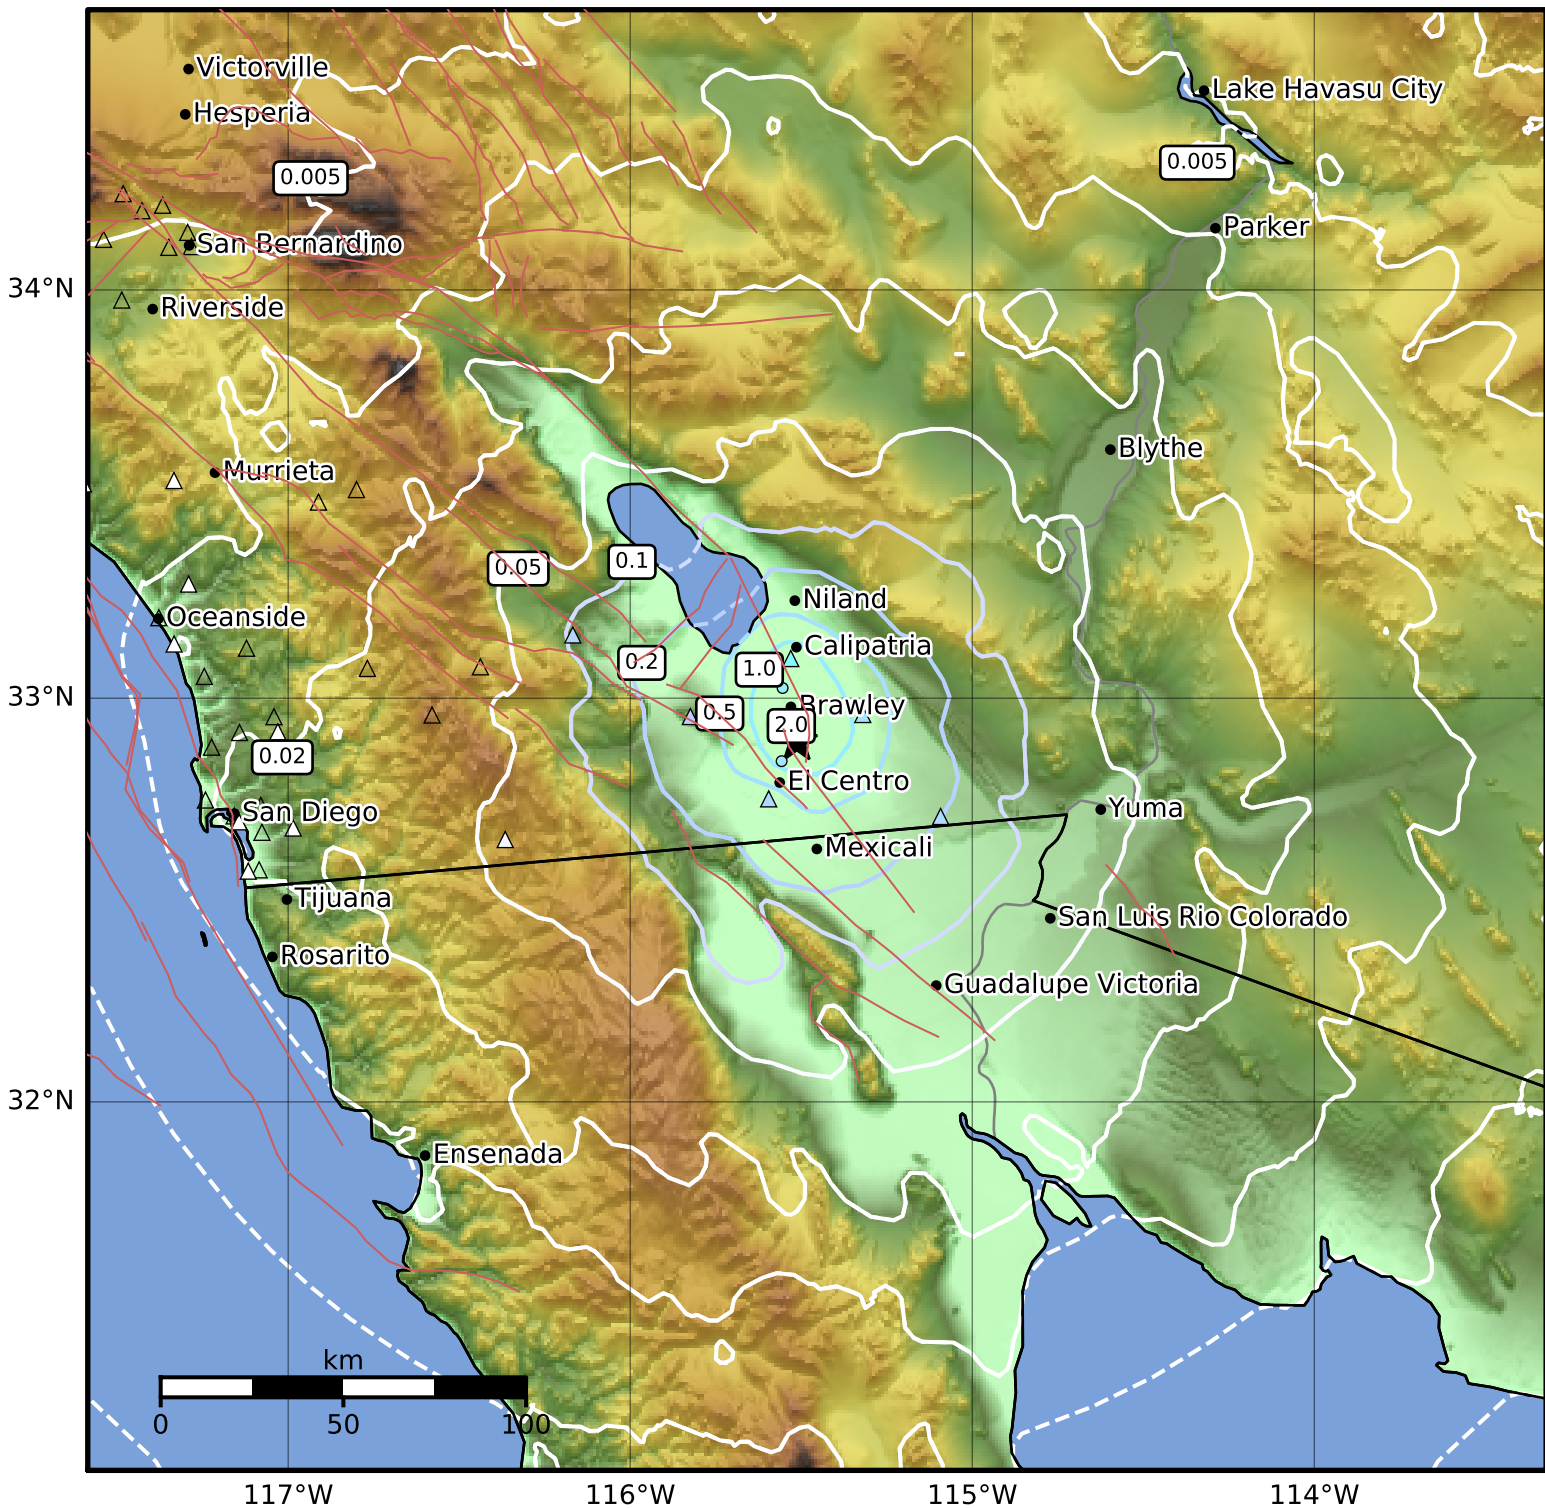 Victorville
Lake Havasu City
Hesperia
0.005
0.005
Parker
San Bernardino
34°N
Riverside
Blythe
Murrieta
0.1
0.05
Niland
Oceanside
Calipatria
0.2
1.0
33°N
Brawley
0.5
2.0
0.02
El Centro
San Diego
Yuma
Mexicali
Tijuana
San Luis Rio Colorado
Rosarito
Guadalupe Victoria
32°N
Ensenada
km
0 50 100
117°W 116°W 115°W 114°W